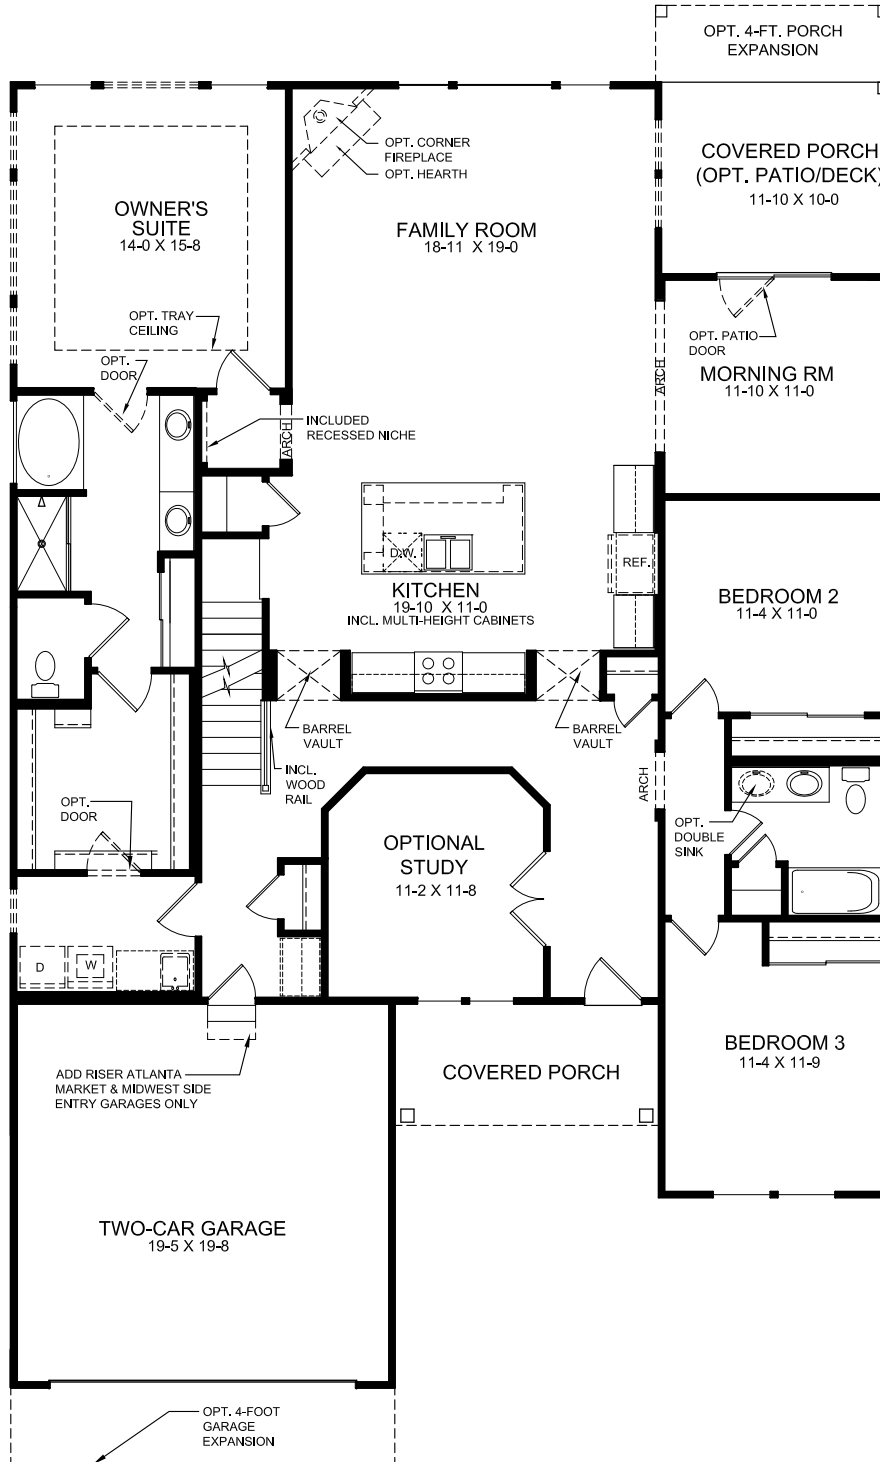 OPT. 4-FT. PORCH
EXPANSION
OPT. CORNER
FIREPLACE
OPT. HEARTH
COVERED PORCH
(OPT. PATIO/DECK)
11-10 X 10-0
OWNER'S
SUITE
14-0 X 15-8
FAMILY ROOM
18-11 X 19-0
OPT. TRAY
CEILING
OPT. PATIO
DOOR
OPT.
DOOR
MORNING RM
11-10 X 11-0
ARCH
INCLUDED
RECESSED NICHE
ARCH
D.W.
REF.
KITCHEN
19-10 X 11-0
INCL. MULTI-HEIGHT CABINETS
BEDROOM 2
11-4 X 11-0
BARREL
VAULT
BARREL
VAULT
INCL.
WOOD
RAIL
ARCH
OPT.
DOOR
OPT.
DOUBLE
SINK
OPTIONAL
STUDY
11-2 X 11-8
D
W
BEDROOM 3
11-4 X 11-9
COVERED PORCH
ADD RISER ATLANTA
MARKET & MIDWEST SIDE
ENTRY GARAGES ONLY
TWO-CAR GARAGE
19-5 X 19-8
OPT. 4-FOOT
GARAGE
EXPANSION